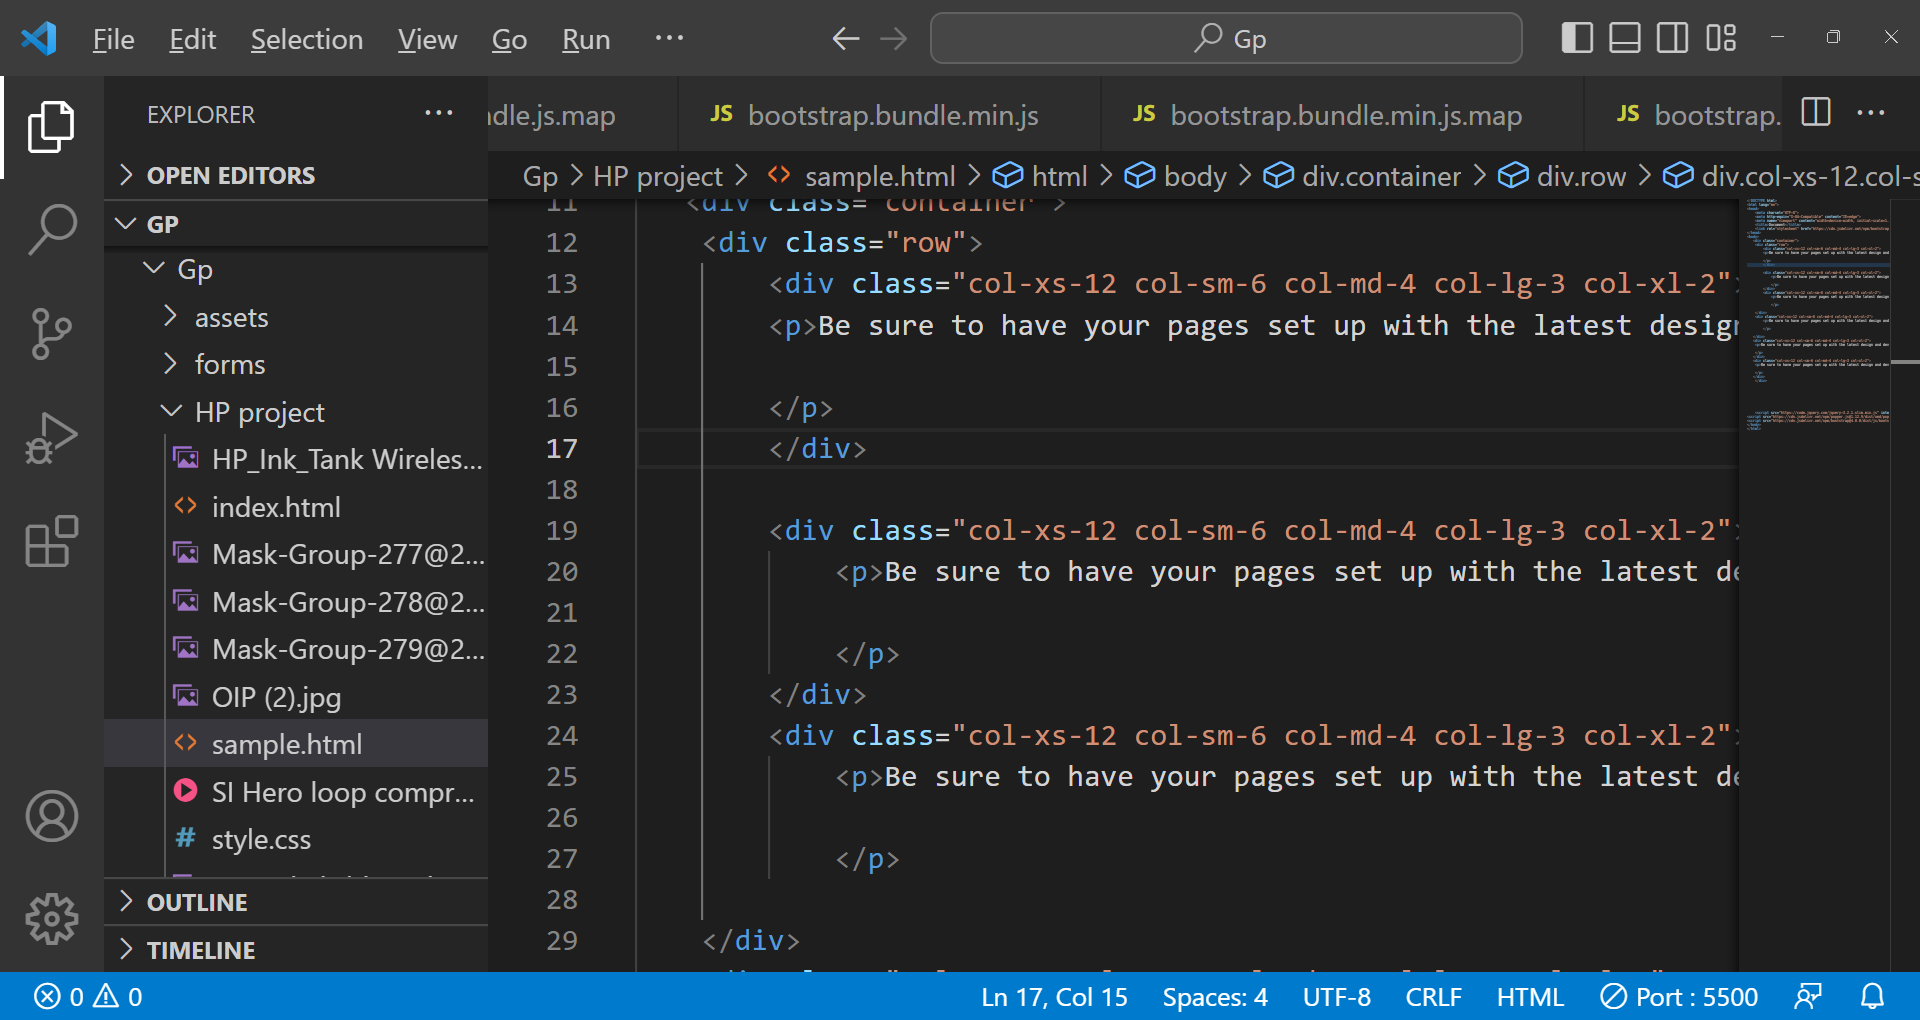 File Edit Selection View Go Run ···
Gp
EXPLORER ···
OPEN EDITORS
GP
Gp
assets
forms
HP project
HP_Ink_Tank Wireles...
index.html
Mask-Group-277@2...
Mask-Group-278@2...
Mask-Group-279@2...
OIP (2).jpg
sample.html
SI Hero loop compr...
style.css
OUTLINE
TIMELINE
ndle.js.map JS bootstrap.bundle.min.js JS bootstrap.bundle.min.js.map JS bootstrap. ···
Gp > HP project > sample.html > html > body > div.container > div.row > div.col-xs-12.col-s
11 <div class="container">
12 <div class="row">
13 <div class="col-xs-12 col-sm-6 col-md-4 col-lg-3 col-xl-2">
14 <p>Be sure to have your pages set up with the latest design
15
16 </p>
17 </div>
18
19 <div class="col-xs-12 col-sm-6 col-md-4 col-lg-3 col-xl-2">
20 <p>Be sure to have your pages set up with the latest de
21
22 </p>
23 </div>
24 <div class="col-xs-12 col-sm-6 col-md-4 col-lg-3 col-xl-2">
25 <p>Be sure to have your pages set up with the latest de
26
27 </p>
28
29 </div>
0 0 Ln 17, Col 15 Spaces: 4 UTF-8 CRLF HTML Port : 5500